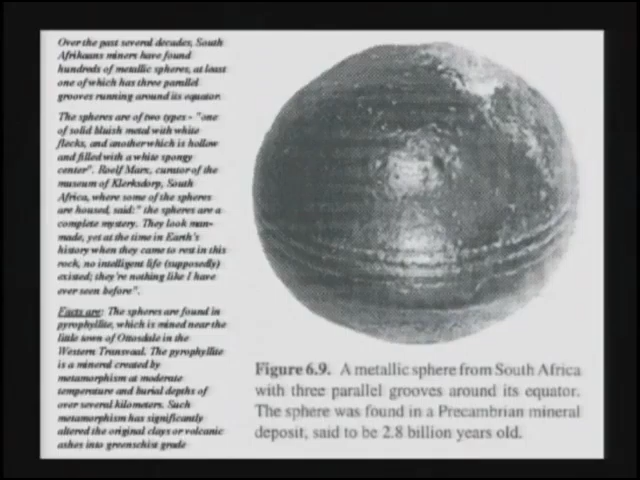 Over the past several decades, South
Afrikaans miners have found
hundreds of metallic spheres, at least
one of which has three parallel
grooves running around its equator.
The spheres are of two types - "one
of solid bluish metal with white
flecks, and another which is hollow
and filled with a white spongy
center". Roelf Marx, curator of the
museum of Klerksdorp, South
Africa, where some of the spheres
are housed, said:" the spheres are a
complete mystery. They look man-
made, yet at the time in Earth's
history when they came to rest in this
rock, no intelligent life (supposedly)
existed; they're nothing like I have
ever seen before".
Facts are: The spheres are found in
pyrophyllite, which is mined near the
little town of Ottosdale in the
Western Transvaal. The pyrophyllite
is a mineral created by
metamorphism at moderate
temperature and burial depths of
over several kilometers. Such
metamorphism has significantly
altered the original clays or volcanic
ashes into greenschist grade
Figure 6.9. A metallic sphere from South Africa
with three parallel grooves around its equator.
The sphere was found in a Precambrian mineral
deposit, said to be 2.8 billion years old.